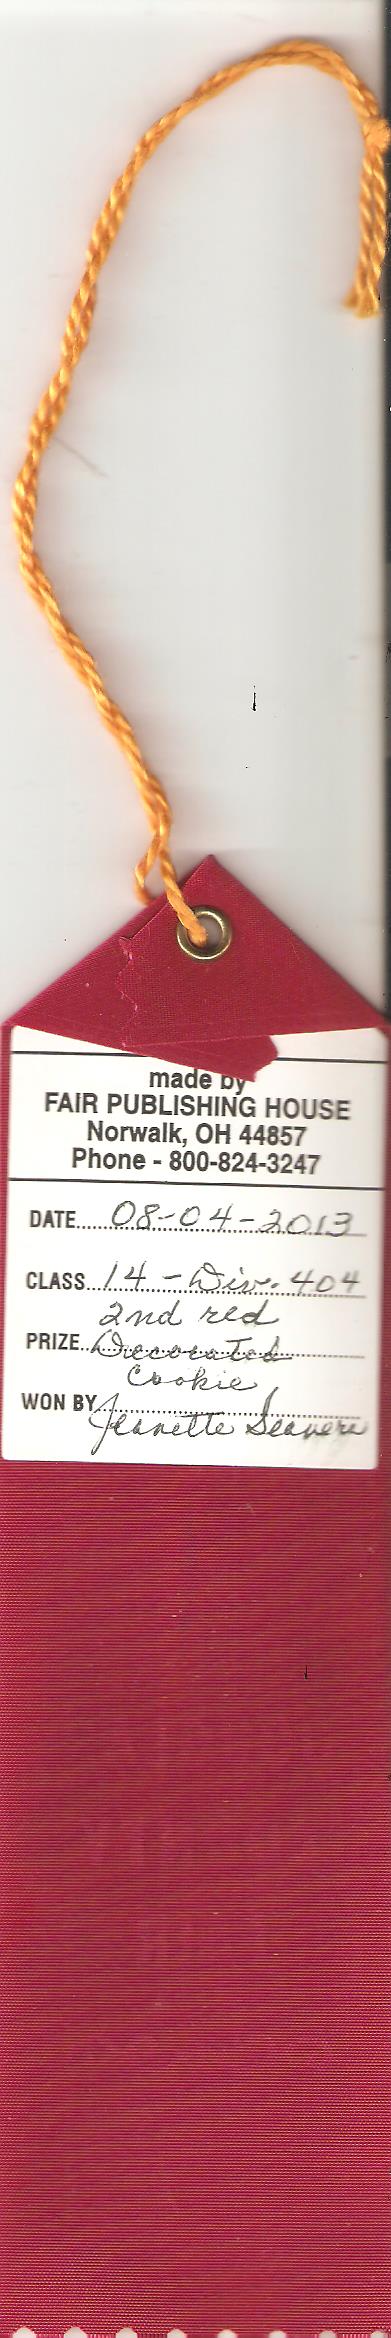 made by
FAIR PUBLISHING HOUSE
Norwalk, OH 44857
Phone - 800-824-3247
DATE 08-04-2013
CLASS 14 - Div. 404
2nd red
PRIZE Decorated
Cookie
WON BY Jeanette Seavers